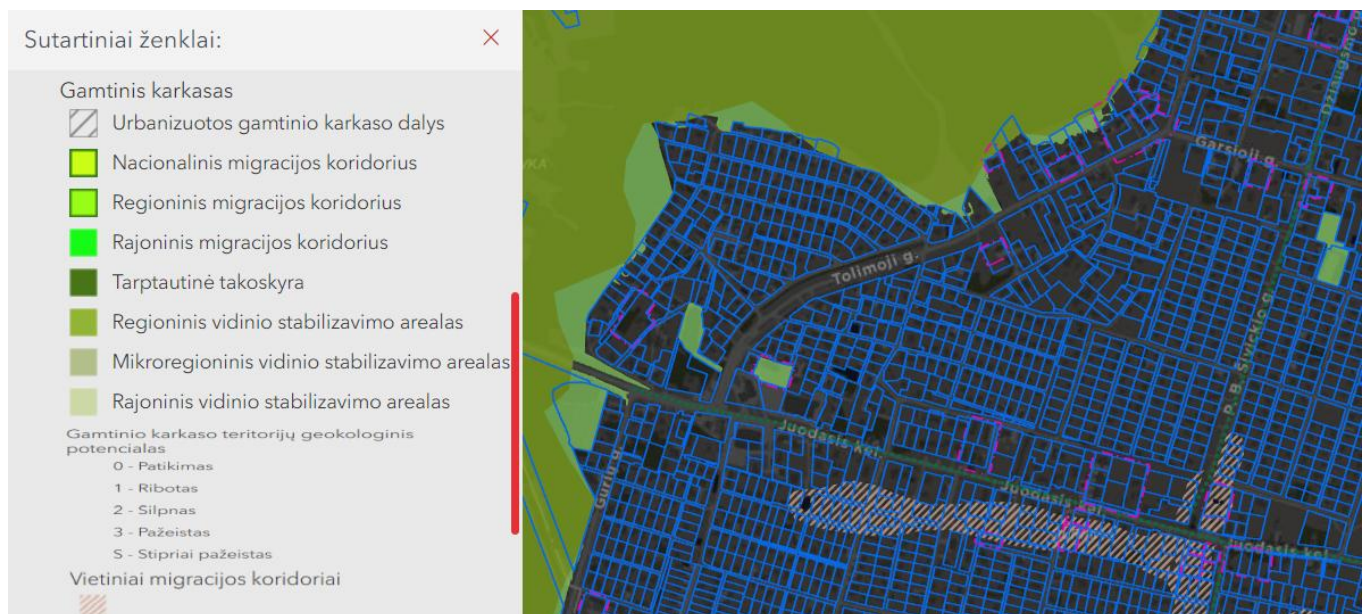 Sutartiniai ženklai:
Gamtinis karkasas
Urbanizuotos gamtinio karkaso dalys
Nacionalinis migracijos koridorius
Regioninis migracijos koridorius
Rajoninis migracijos koridorius
Tarptautinė takoskyra
Regioninis vidinio stabilizavimo arealas
Mikroregioninis vidinio stabilizavimo arealas
Rajoninis vidinio stabilizavimo arealas
Gamtinio karkaso teritorijų geokologinis
potencialas
0 - Patikimas
1 - Ribotas
2 - Silpnas
3 - Pažeistas
S - Stipriai pažeistas
Vietiniai migracijos koridoriai
Džiaugsmo
Garsioji g.
Tolimoji g.
P. B. Šivickio g.
Juodasis kel.
Gurių g.
Juodasis kel.
Juodasis kel.